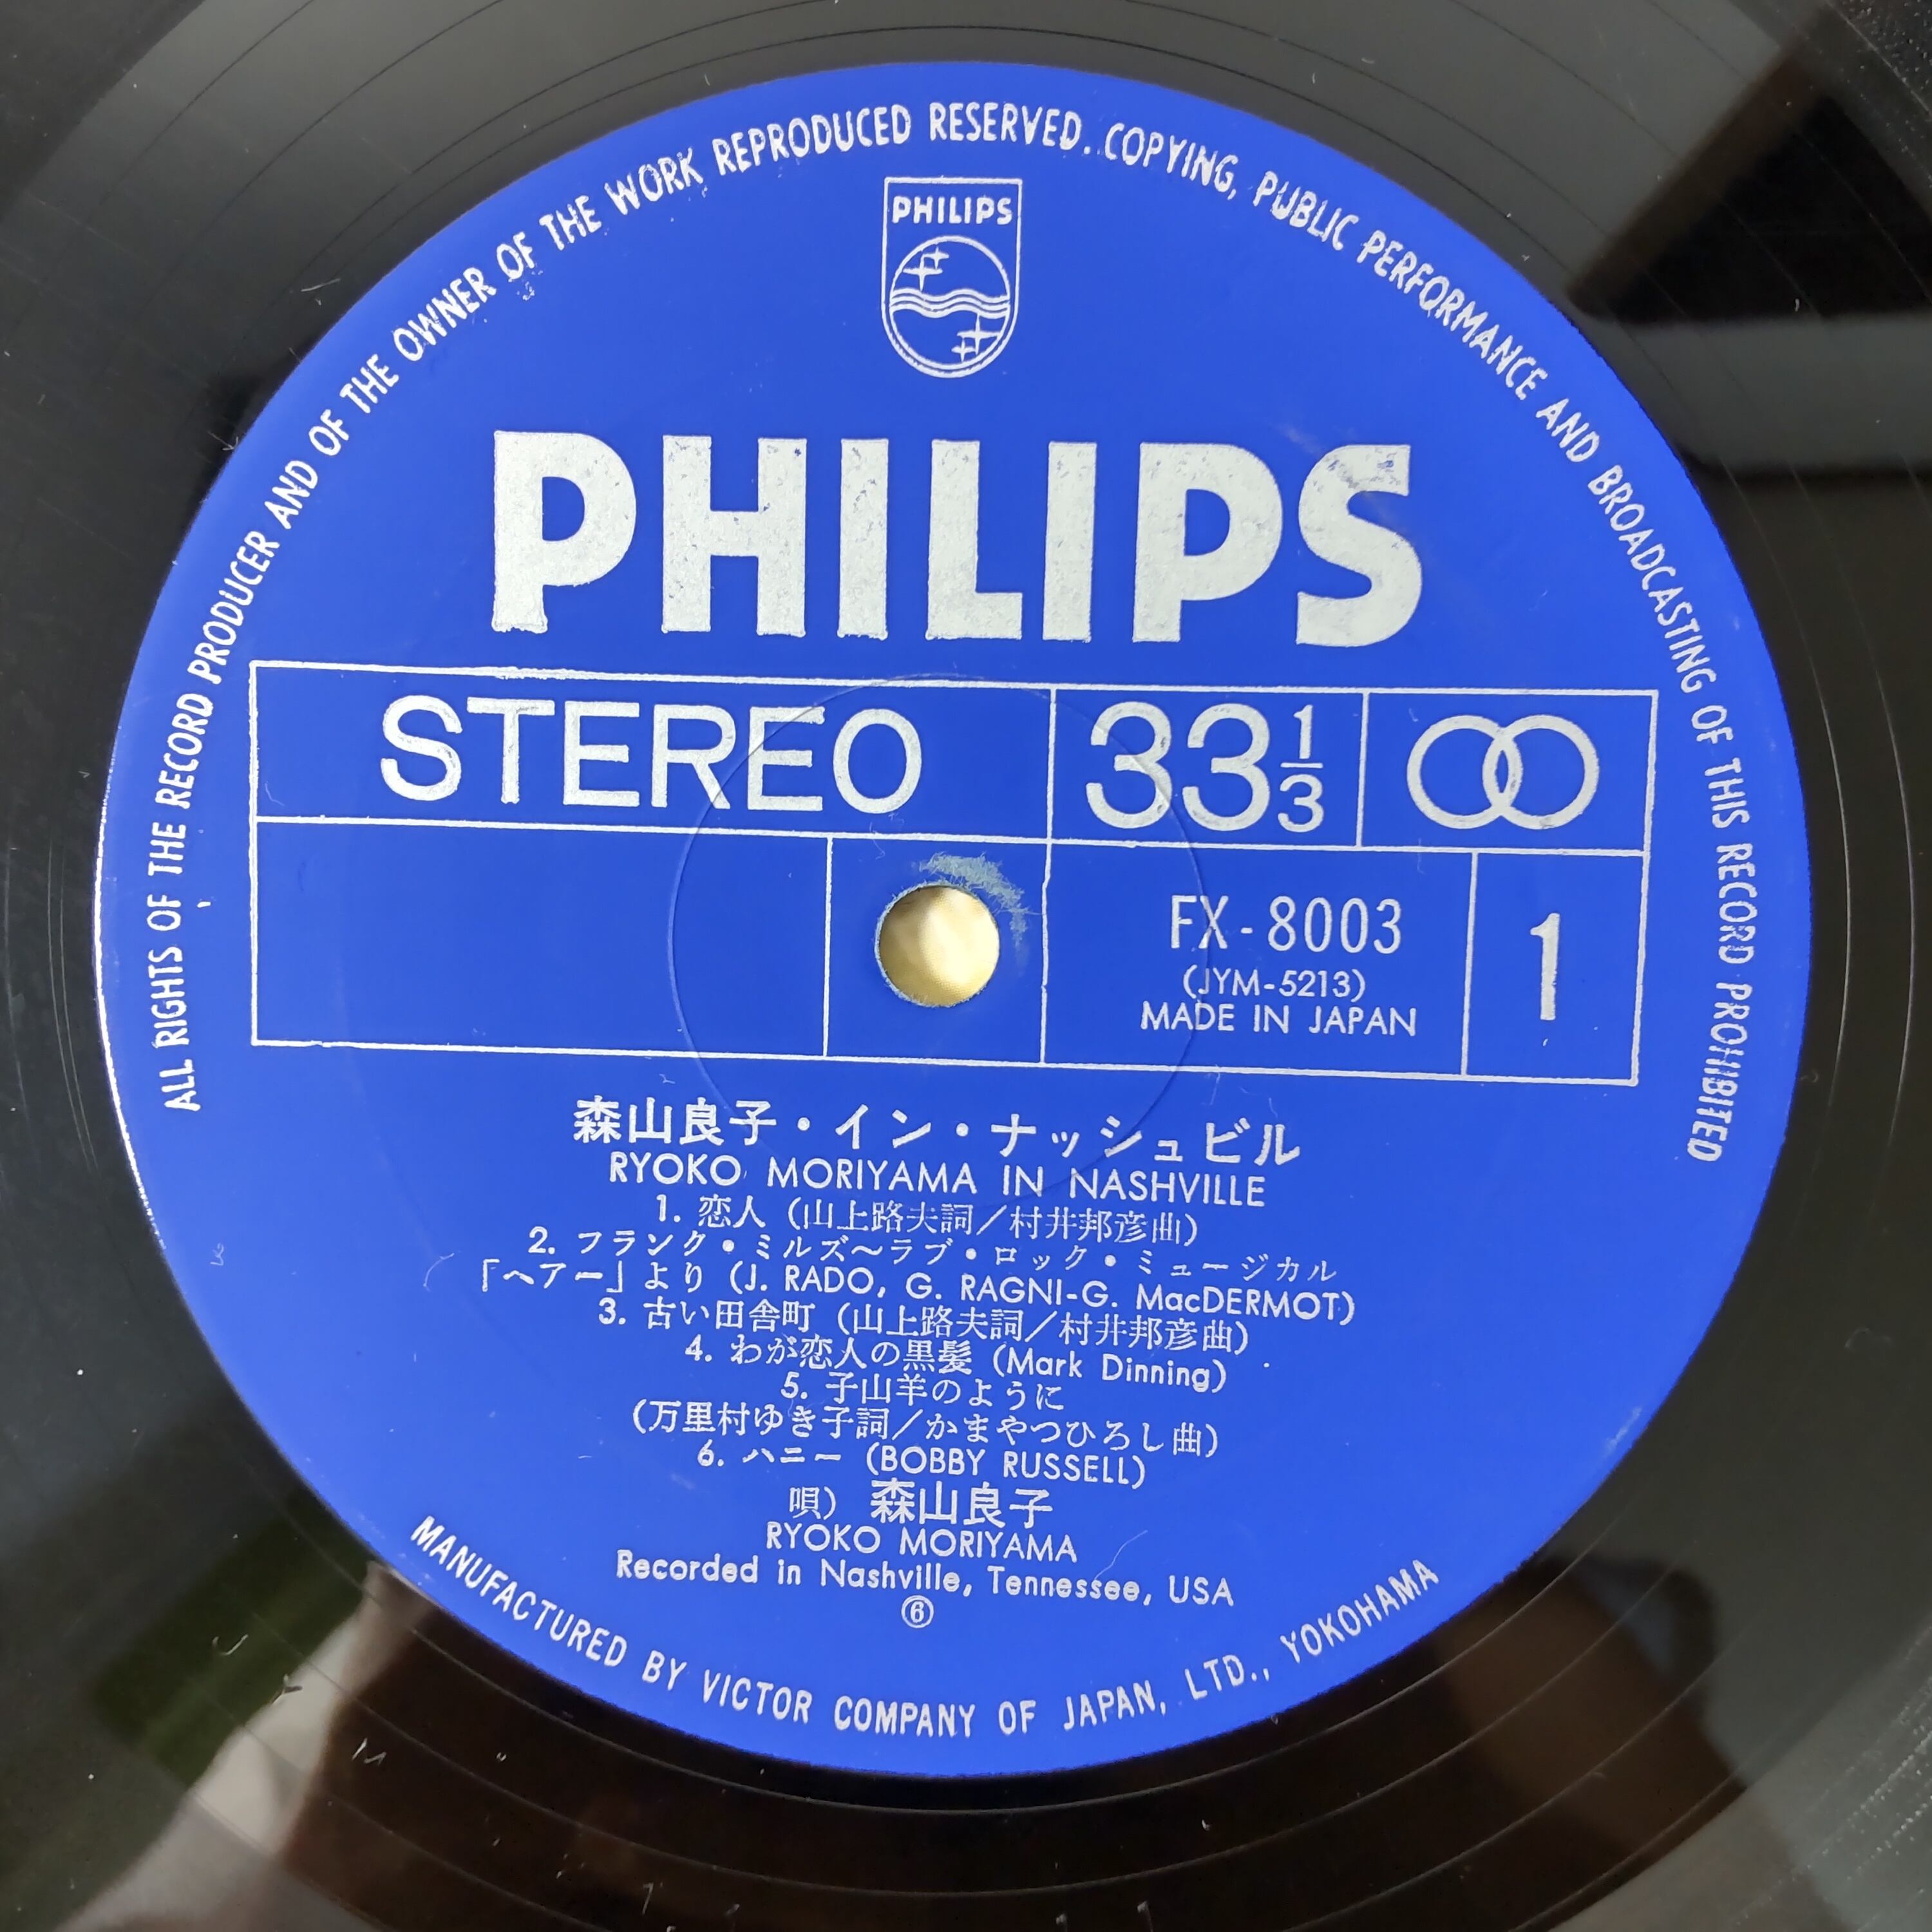 ALL RIGHTS OF THE RECORD PRODUCER AND OF THE OWNER OF THE WORK REPRODUCED RESERVED. COPYING, PUBLIC PERFORMANCE AND BROADCASTING OF THIS RECORD PROHIBITED
PHILIPS
PHILIPS
STEREO 33 1/3
FX-8003
(JYM-5213)
MADE IN JAPAN
1
森山良子・イン・ナッシュビル
RYOKO MORIYAMA IN NASHVILLE
1. 恋人 (山上路夫詞/村井邦彦曲)
2. フランク・ミルズ〜ラブ・ロック・ミュージカル
「ヘアー」より (J. RADO, G. RAGNI-G. MacDERMOT)
3. 古い田舎町 (山上路夫詞/村井邦彦曲)
4. わが恋人の黒髪 (Mark Dinning)
5. 子山羊のように
(万里村ゆき子詞/かまやつひろし曲)
6. ハニー (BOBBY RUSSELL)
唄) 森山良子
RYOKO MORIYAMA
Recorded in Nashville, Tennessee, USA
⑥
MANUFACTURED BY VICTOR COMPANY OF JAPAN, LTD., YOKOHAMA